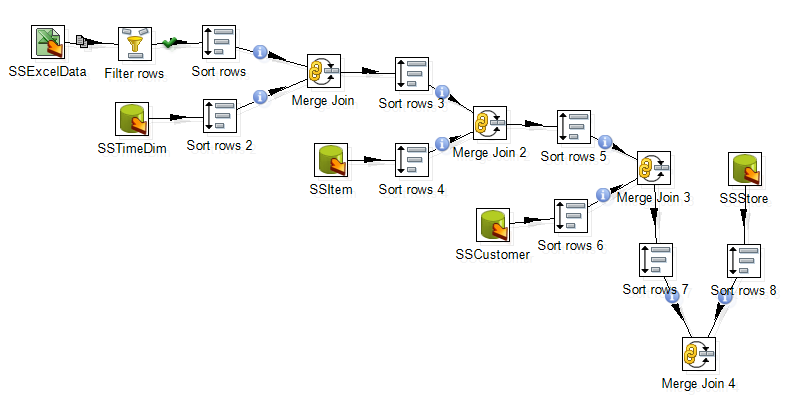 SSExcelData
Filter rows
Sort rows
Merge Join
Sort rows 3
SSTimeDim
Sort rows 2
Merge Join 2
Sort rows 5
SSItem
Sort rows 4
Merge Join 3
SSStore
SSCustomer
Sort rows 6
Sort rows 7
Sort rows 8
Merge Join 4